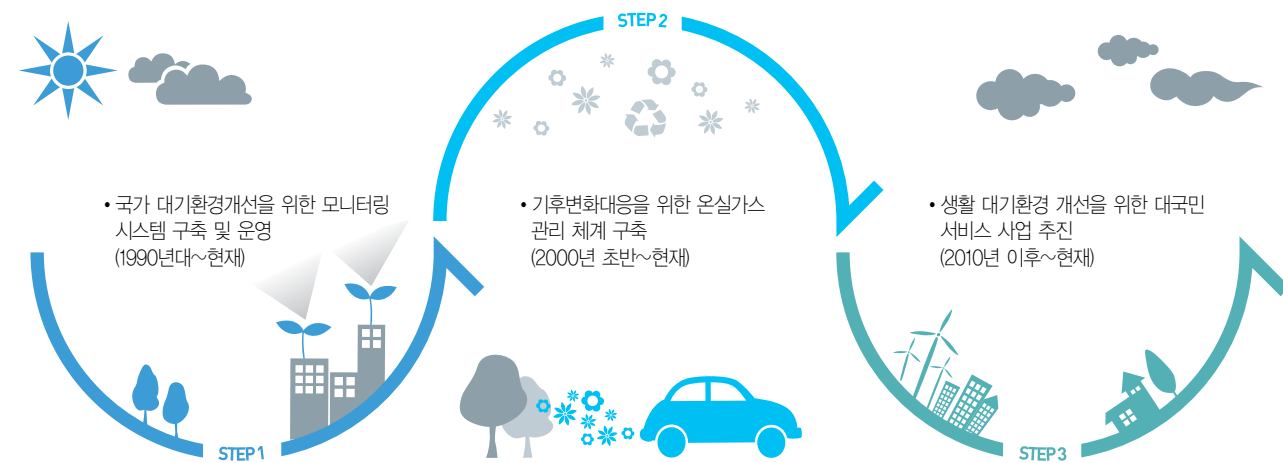 STEP 2
• 국가 대기환경개선을 위한 모니터링
시스템 구축 및 운영
(1990년대~현재)
STEP 1
• 기후변화대응을 위한 온실가스
관리 체계 구축
(2000년 초반~현재)
• 생활 대기환경 개선을 위한 대국민
서비스 사업 추진
(2010년 이후~현재)
STEP 3